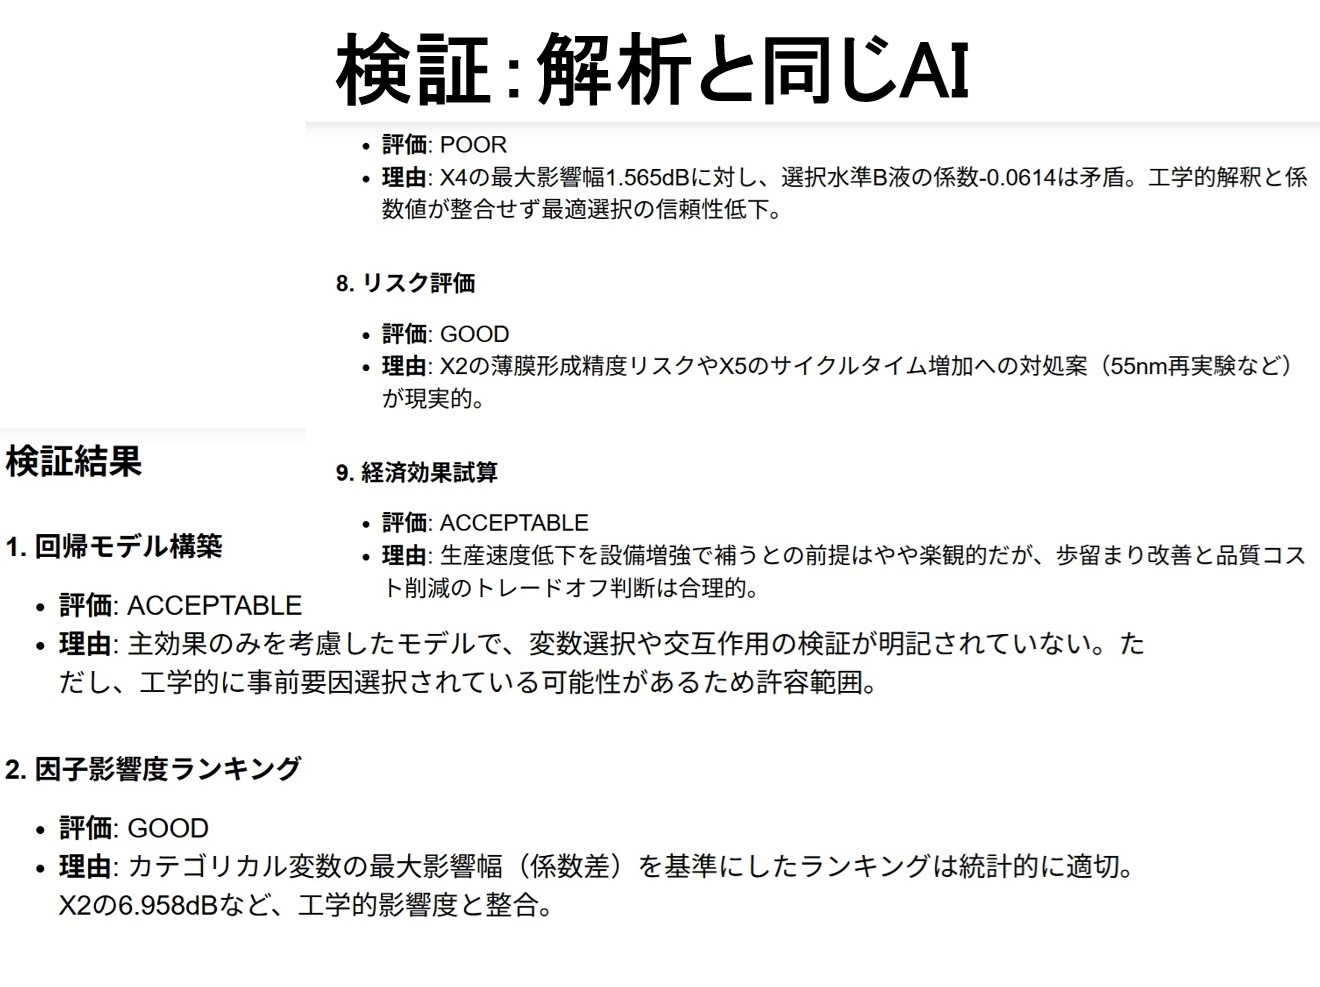 検証：解析と同じAI
• 評価: POOR
• 理由: X4の最大影響幅1.565dBに対し、選択水準B液の係数-0.0614は矛盾。工学的解釈と係
数値が整合せず最適選択の信頼性低下。
8. リスク評価
• 評価: GOOD
• 理由: X2の薄膜形成精度リスクやX5のサイクルタイム増加への対処案（55nm再実験など）
が現実的。
9. 経済効果試算
• 評価: ACCEPTABLE
• 理由: 生産速度低下を設備増強で補うとの前提はやや楽観的だが、歩留まり改善と品質コス
ト削減のトレードオフ判断は合理的。
検証結果
1. 回帰モデル構築
• 評価: ACCEPTABLE
• 理由: 主効果のみを考慮したモデルで、変数選択や交互作用の検証が明記されていない。た
だし、工学的に事前要因選択されている可能性があるため許容範囲。
2. 因子影響度ランキング
• 評価: GOOD
• 理由: カテゴリカル変数の最大影響幅（係数差）を基準にしたランキングは統計的に適切。
X2の6.958dBなど、工学的影響度と整合。